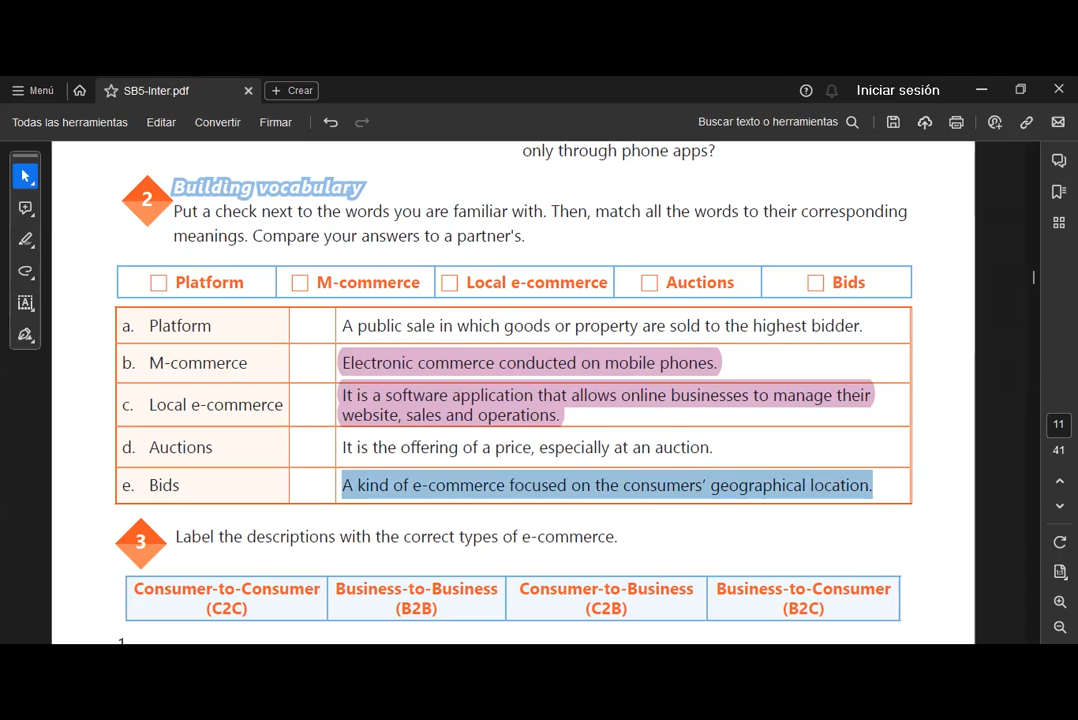 Menú
SB5-Inter.pdf
Crear
Iniciar sesión
Todas las herramientas
Editar
Convertir
Firmar
Buscar texto o herramientas
only through phone apps?
2
Building vocabulary
Put a check next to the words you are familiar with. Then, match all the words to their corresponding
meanings. Compare your answers to a partner's.
Platform
M-commerce
Local e-commerce
Auctions
Bids
a. Platform
A public sale in which goods or property are sold to the highest bidder.
b. M-commerce
Electronic commerce conducted on mobile phones.
c. Local e-commerce
It is a software application that allows online businesses to manage their
website, sales and operations.
d. Auctions
It is the offering of a price, especially at an auction.
e. Bids
A kind of e-commerce focused on the consumers’ geographical location.
3
Label the descriptions with the correct types of e-commerce.
Consumer-to-Consumer
(C2C)
Business-to-Business
(B2B)
Consumer-to-Business
(C2B)
Business-to-Consumer
(B2C)
11
41